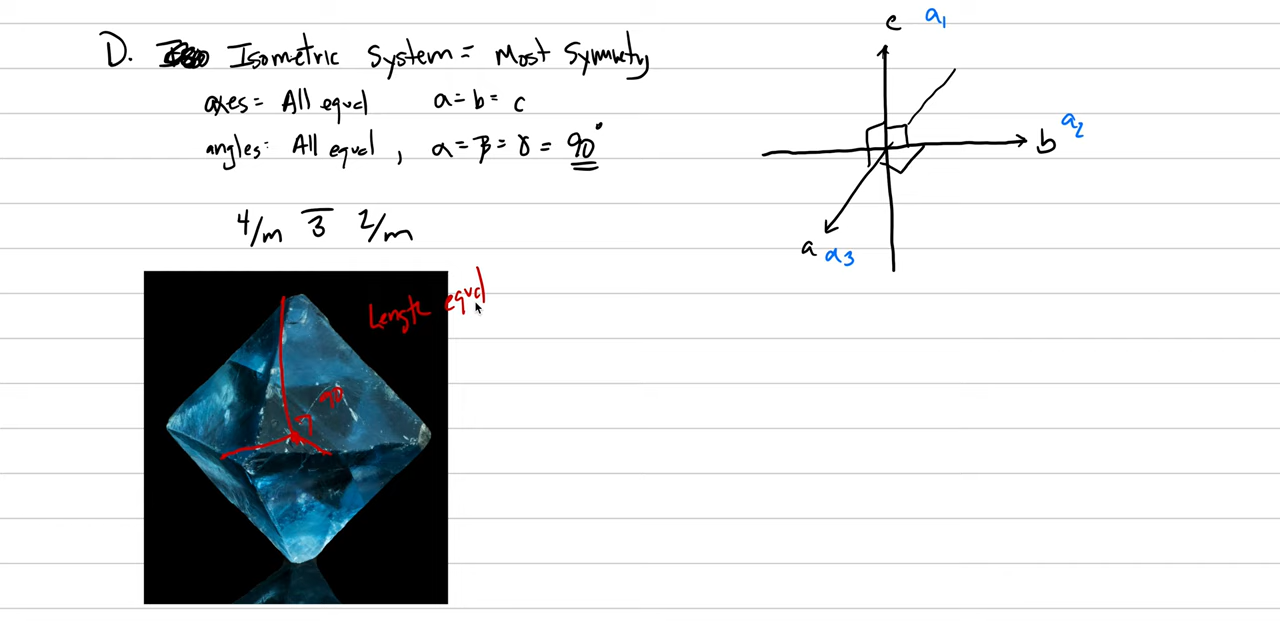 D. Isometric System = Most Symmetry
axes = All equal a = b = c
angles: All equal, α = β = γ = 90°
4/m 3̅ 2/m
c a1
b a2
a a3
Length equal
90